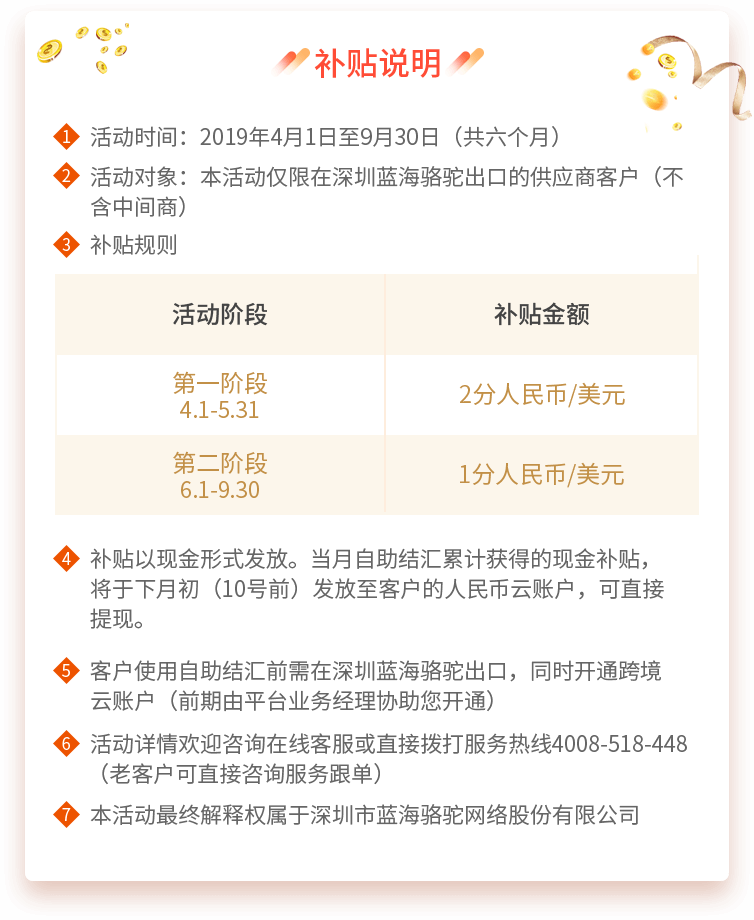 补贴说明
1 活动时间：2019年4月1日至9月30日（共六个月）
2 活动对象：本活动仅限在深圳蓝海骆驼出口的供应商客户（不
含中间商）
3 补贴规则
活动阶段 补贴金额
第一阶段
4.1-5.31
2分人民币/美元
第二阶段
6.1-9.30
1分人民币/美元
4 补贴以现金形式发放。当月自助结汇累计获得的现金补贴，
将于下月初（10号前）发放至客户的人民币云账户，可直接
提现。
5 客户使用自助结汇前需在深圳蓝海骆驼出口，同时开通跨境
云账户（前期由平台业务经理协助您开通）
6 活动详情欢迎咨询在线客服或直接拨打服务热线4008-518-448
（老客户可直接咨询服务跟单）
7 本活动最终解释权属于深圳市蓝海骆驼网络股份有限公司